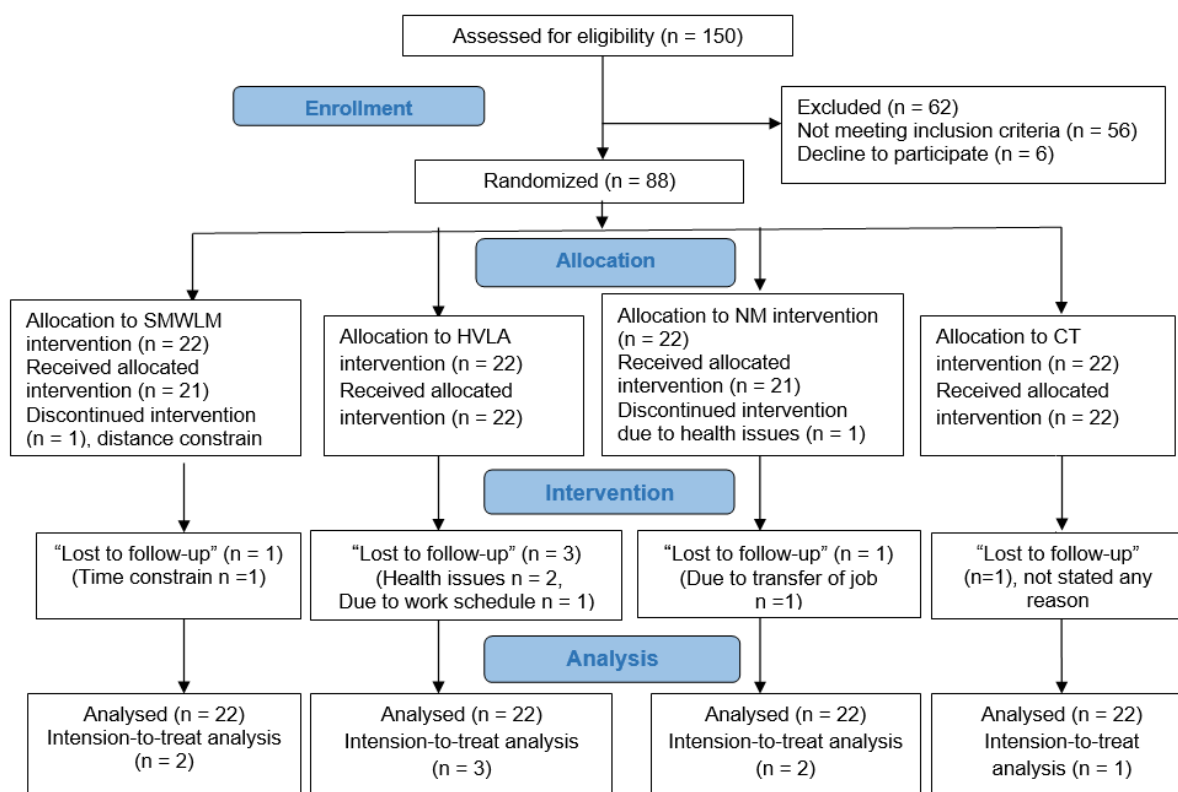 Assessed for eligibility (n = 150)
Enrollment
Excluded (n = 62)
Not meeting inclusion criteria (n = 56)
Decline to participate (n = 6)
Randomized (n = 88)
Allocation
Allocation to SMWLM
intervention (n = 22)
Received allocated
intervention (n = 21)
Discontinued intervention
(n = 1), distance constrain
Allocation to HVLA
intervention (n = 22)
Received allocated
intervention (n = 22)
Allocation to NM intervention
(n = 22)
Received allocated
intervention (n = 21)
Discontinued intervention
due to health issues (n = 1)
Allocation to CT
intervention (n = 22)
Received allocated
intervention (n = 22)
Intervention
“Lost to follow-up” (n = 1)
(Time constrain n =1)
“Lost to follow-up” (n = 3)
(Health issues n = 2,
Due to work schedule n = 1)
“Lost to follow-up” (n = 1)
(Due to transfer of job
n =1)
“Lost to follow-up”
(n=1), not stated any
reason
Analysis
Analysed (n = 22)
Intension-to-treat analysis
(n = 2)
Analysed (n = 22)
Intension-to-treat analysis
(n = 3)
Analysed (n = 22)
Intension-to-treat analysis
(n = 2)
Analysed (n = 22)
Intension-to-treat
analysis (n = 1)